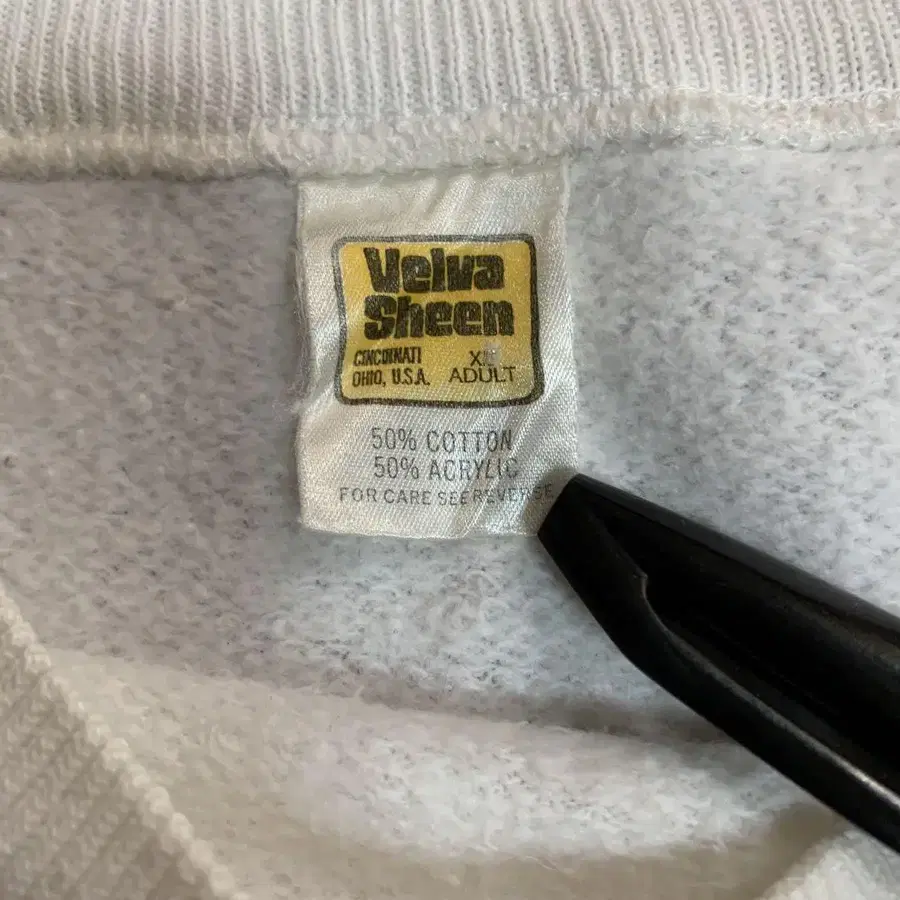 Velva
Sheen
CINCINNATI
OHIO, U.S.A. ADULT
50% COTTON
50% ACRYLIC
FOR CARE SEE REVERSE